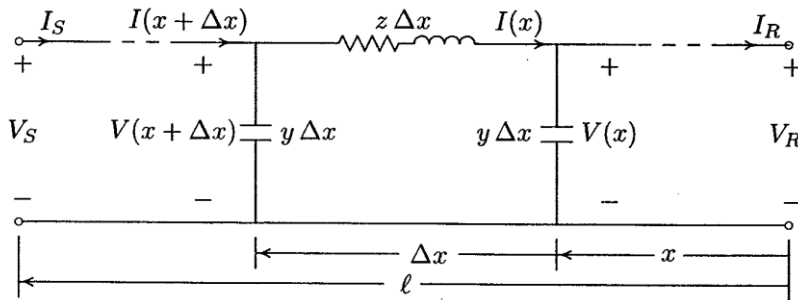 I_S I(x + Δx) z Δx I(x) I_R
+ + + +
V_S V(x + Δx) y Δx y Δx V(x) V_R
− − − −
Δx x
ℓ